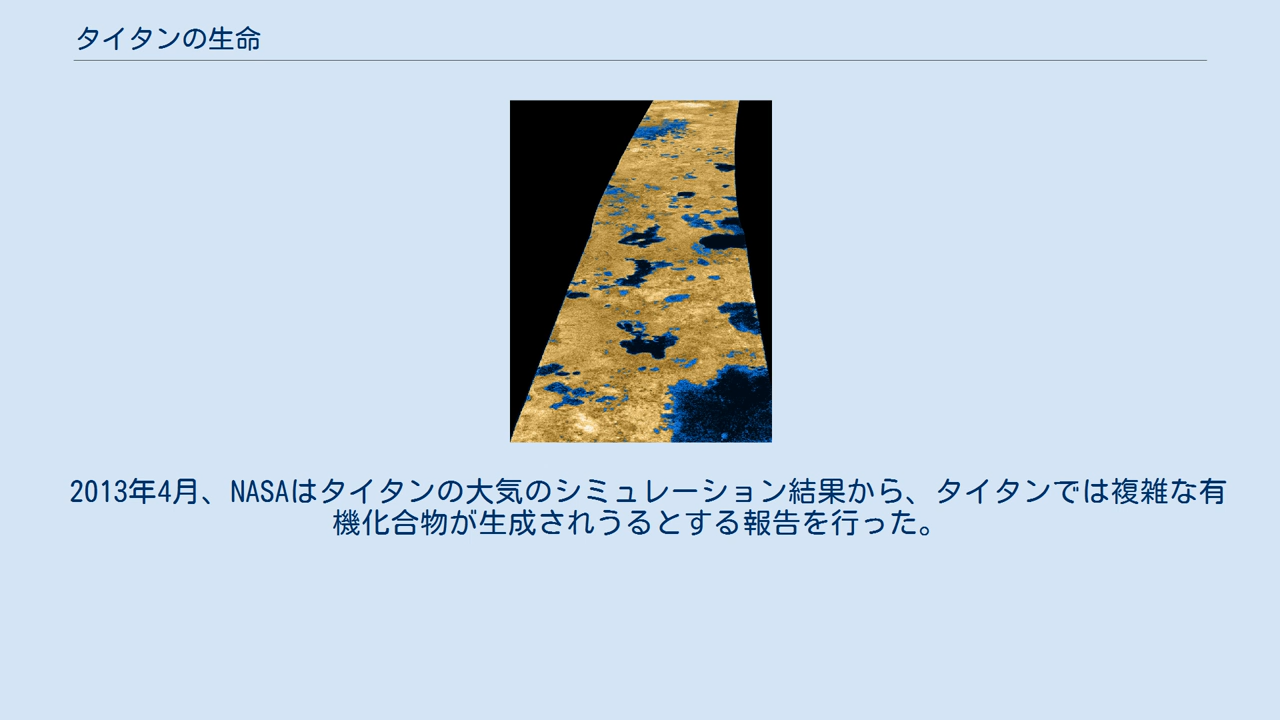 タイタンの生命
2013年4月、NASAはタイタンの大気のシミュレーション結果から、タイタンでは複雑な有
機化合物が生成されうるとする報告を行った。